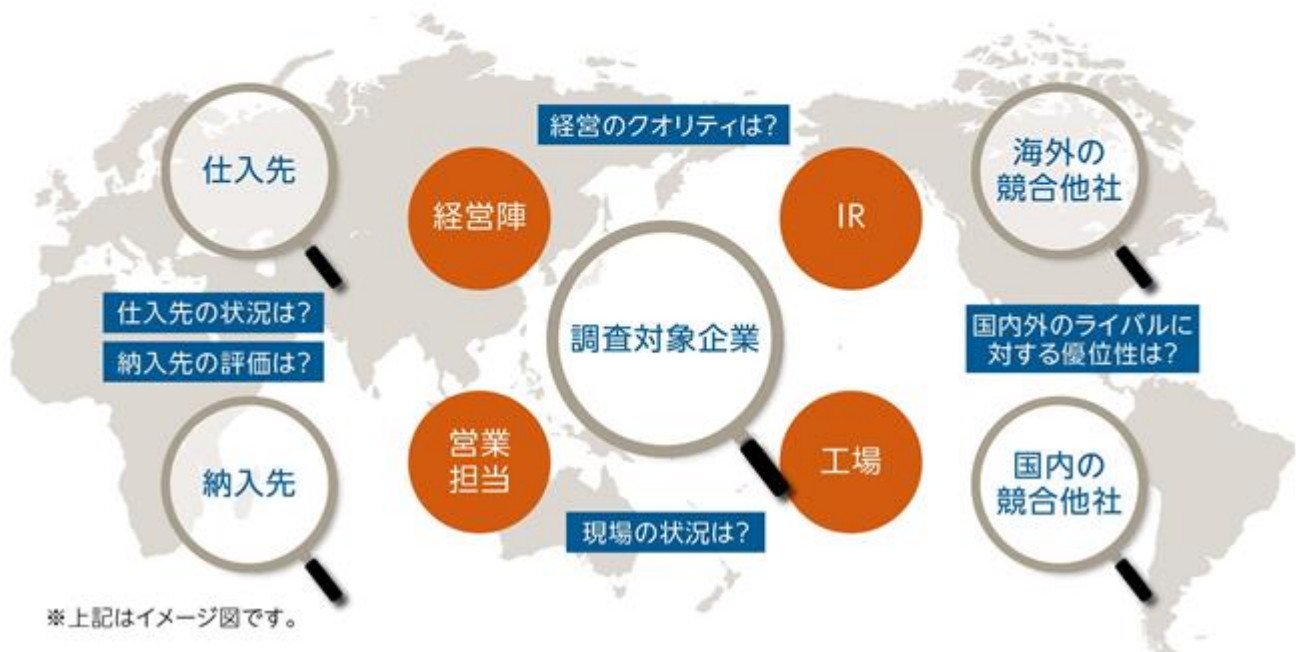 経営のクオリティは?
仕入先
経営陣
IR
海外の
競合他社
仕入先の状況は?
納入先の評価は?
調査対象企業
国内外のライバルに
対する優位性は?
納入先
営業
担当
工場
国内の
競合他社
現場の状況は?
※上記はイメージ図です。